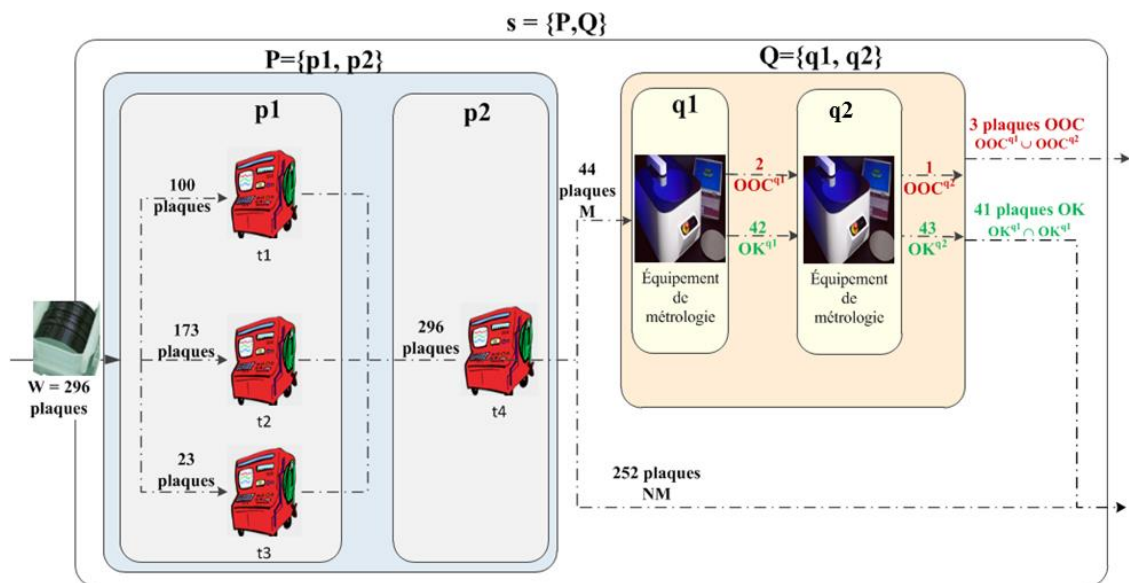 s = {P,Q}
P={p1, p2}
Q={q1, q2}
p1
p2
q1
q2
100
plaques
t1
173
plaques
t2
23
plaques
t3
W = 296
plaques
296
plaques
t4
44
plaques
M
2
OOC^q1
42
OK^q1
Équipement
de
métrologie
1
OOC^q2
43
OK^q2
Équipement
de
métrologie
3 plaques OOC
OOC^q1 ∪ OOC^q2
41 plaques OK
OK^q1 ∩ OK^q1
252 plaques
NM